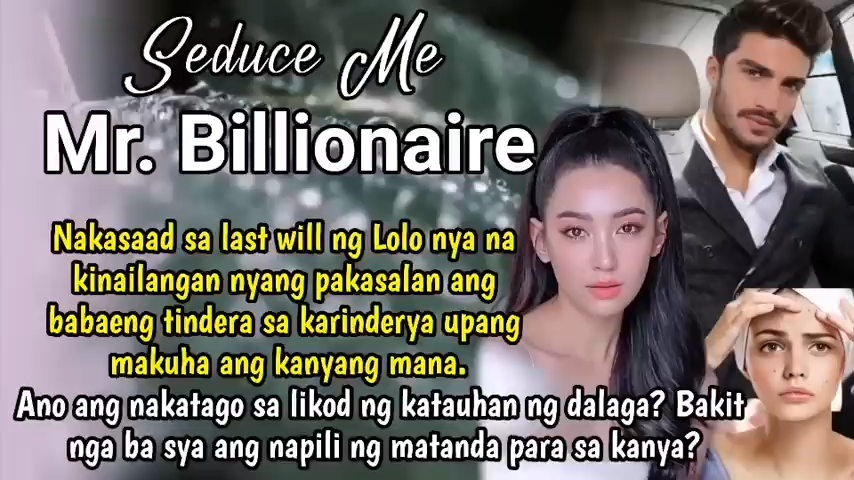 Seduce Me
Mr. Billionaire
Nakasaad sa last will ng Lolo nya na
kinailangan nyang pakasalan ang
babaeng tindera sa karinderya upang
makuha ang kanyang mana.
Ano ang nakatago sa likod ng katauhan ng dalaga? Bakit
nga ba sya ang napili ng matanda para sa kanya?